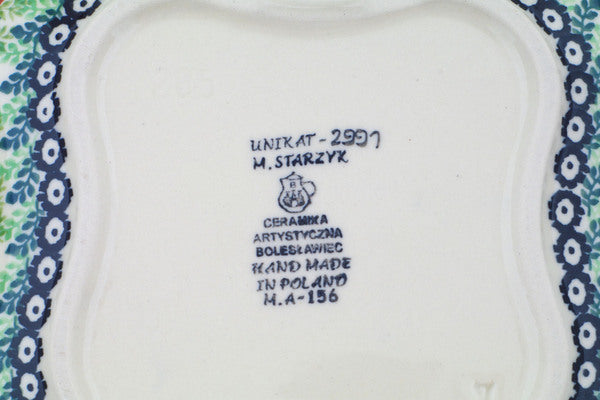 UNIKAT-2991
M. STARZYK
CERAMIKA
ARTYSTYCZNA
BOLESŁAWIEC
HAND MADE
IN POLAND
M.A-156